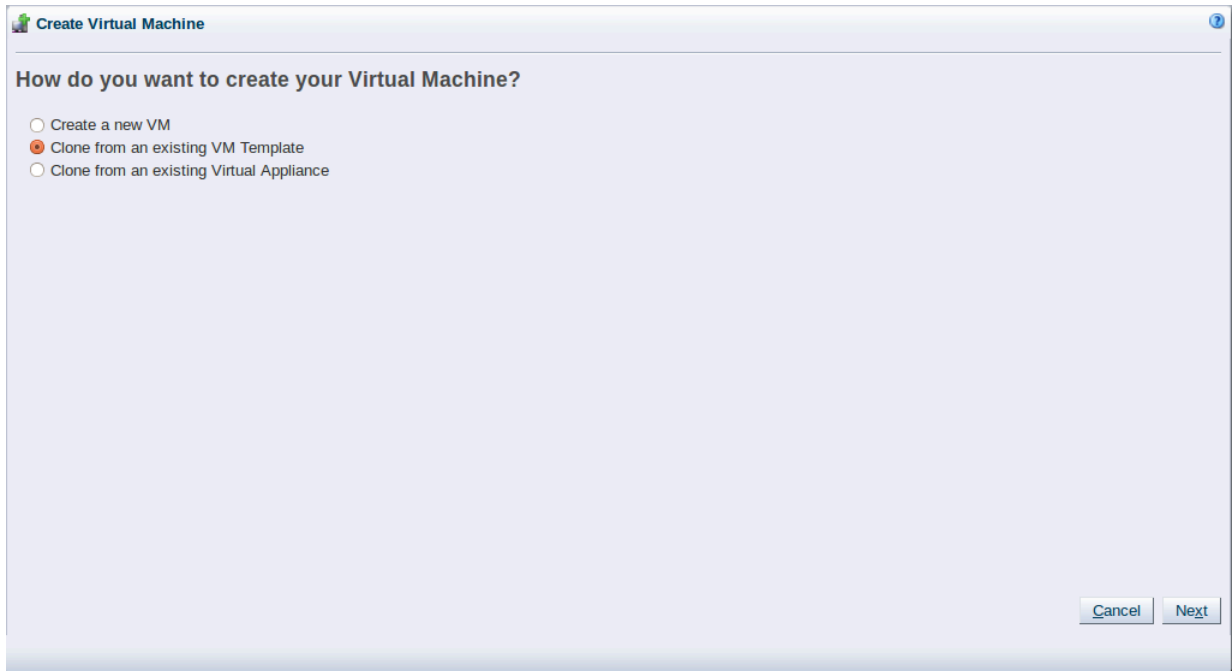 Create Virtual Machine
How do you want to create your Virtual Machine?
Create a new VM
Clone from an existing VM Template
Clone from an existing Virtual Appliance
Cancel Next